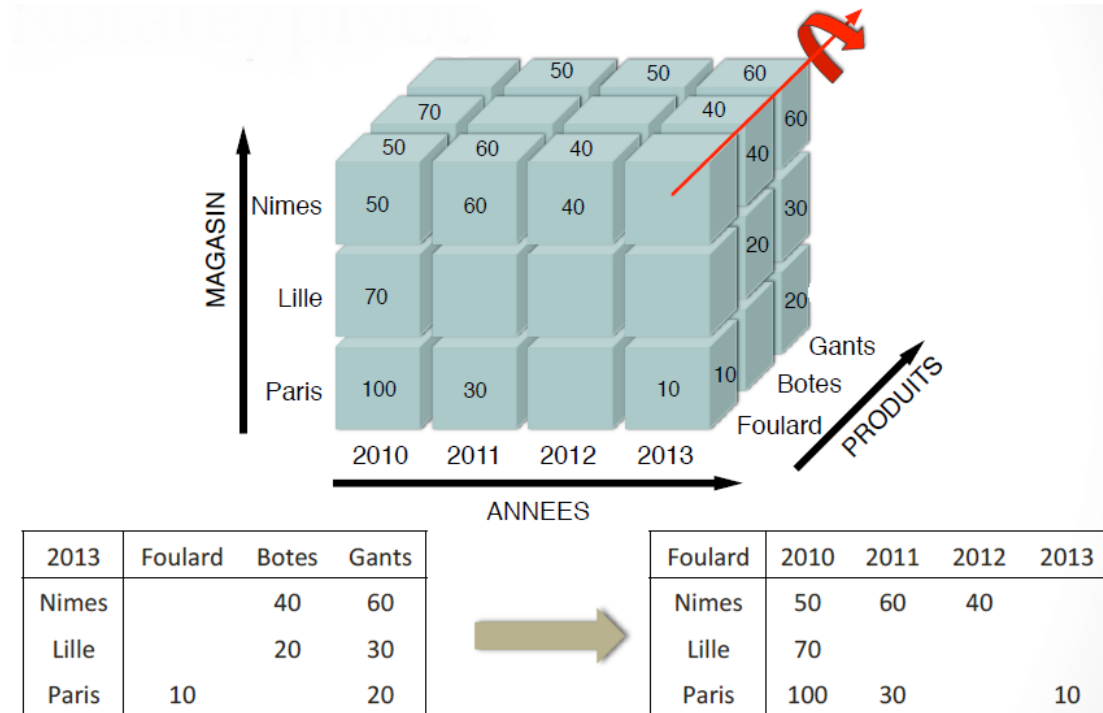 50 50 60
70 40 60
50 60 40 40
MAGASIN
Nimes 50 60 40 30
20
Lille 70 20
Gants
Paris 100 30 10 10 Botes
Foulard
PRODUITS
2010 2011 2012 2013
ANNEES
2013 Foulard Botes Gants
Nimes 40 60
Lille 20 30
Paris 10 20
Foulard 2010 2011 2012 2013
Nimes 50 60 40
Lille 70
Paris 100 30 10